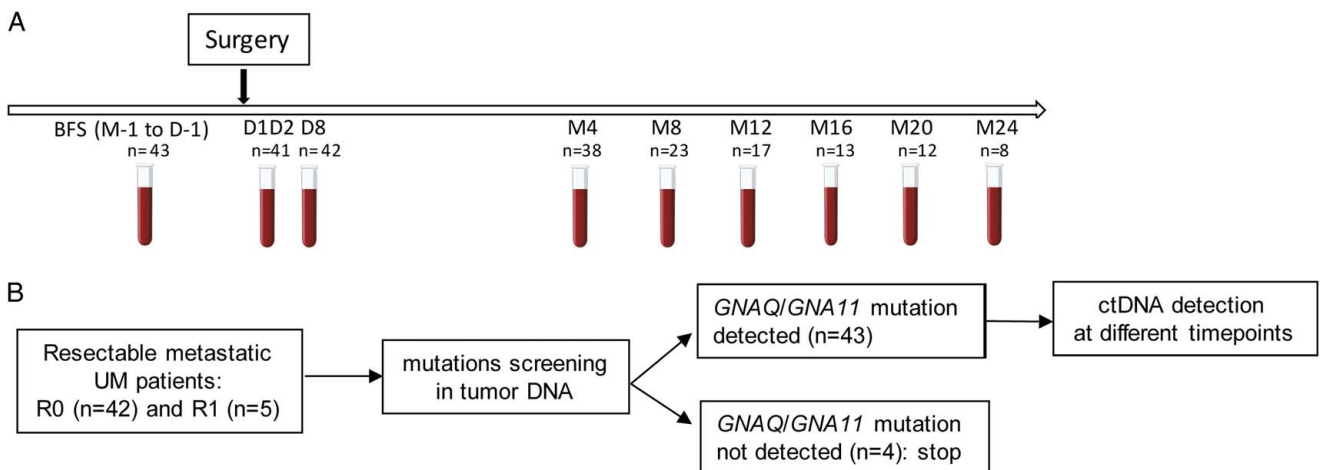 A
Surgery
BFS (M-1 to D-1) D1D2 D8 M4 M8 M12 M16 M20 M24
n=43 n=41 n=42 n=38 n=23 n=17 n=13 n=12 n=8
B
Resectable metastatic
UM patients:
R0 (n=42) and R1 (n=5)
mutations screening
in tumor DNA
GNAQ/GNA11 mutation
detected (n=43)
ctDNA detection
at different timepoints
GNAQ/GNA11 mutation
not detected (n=4): stop